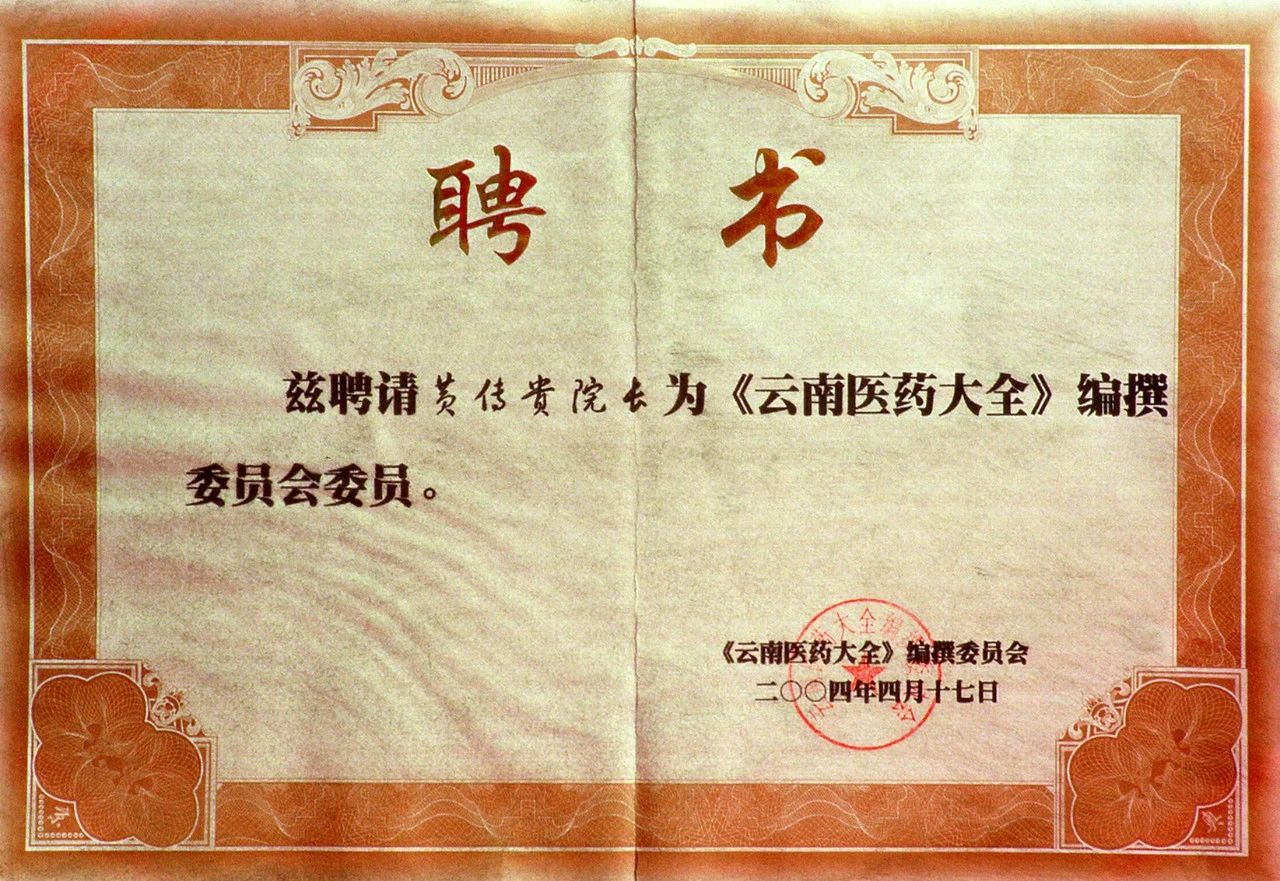 聘书
兹聘请黄传贵院长为《云南医药大全》编撰
委员会委员。
《云南医药大全》编撰委员会
二〇〇四年四月十七日